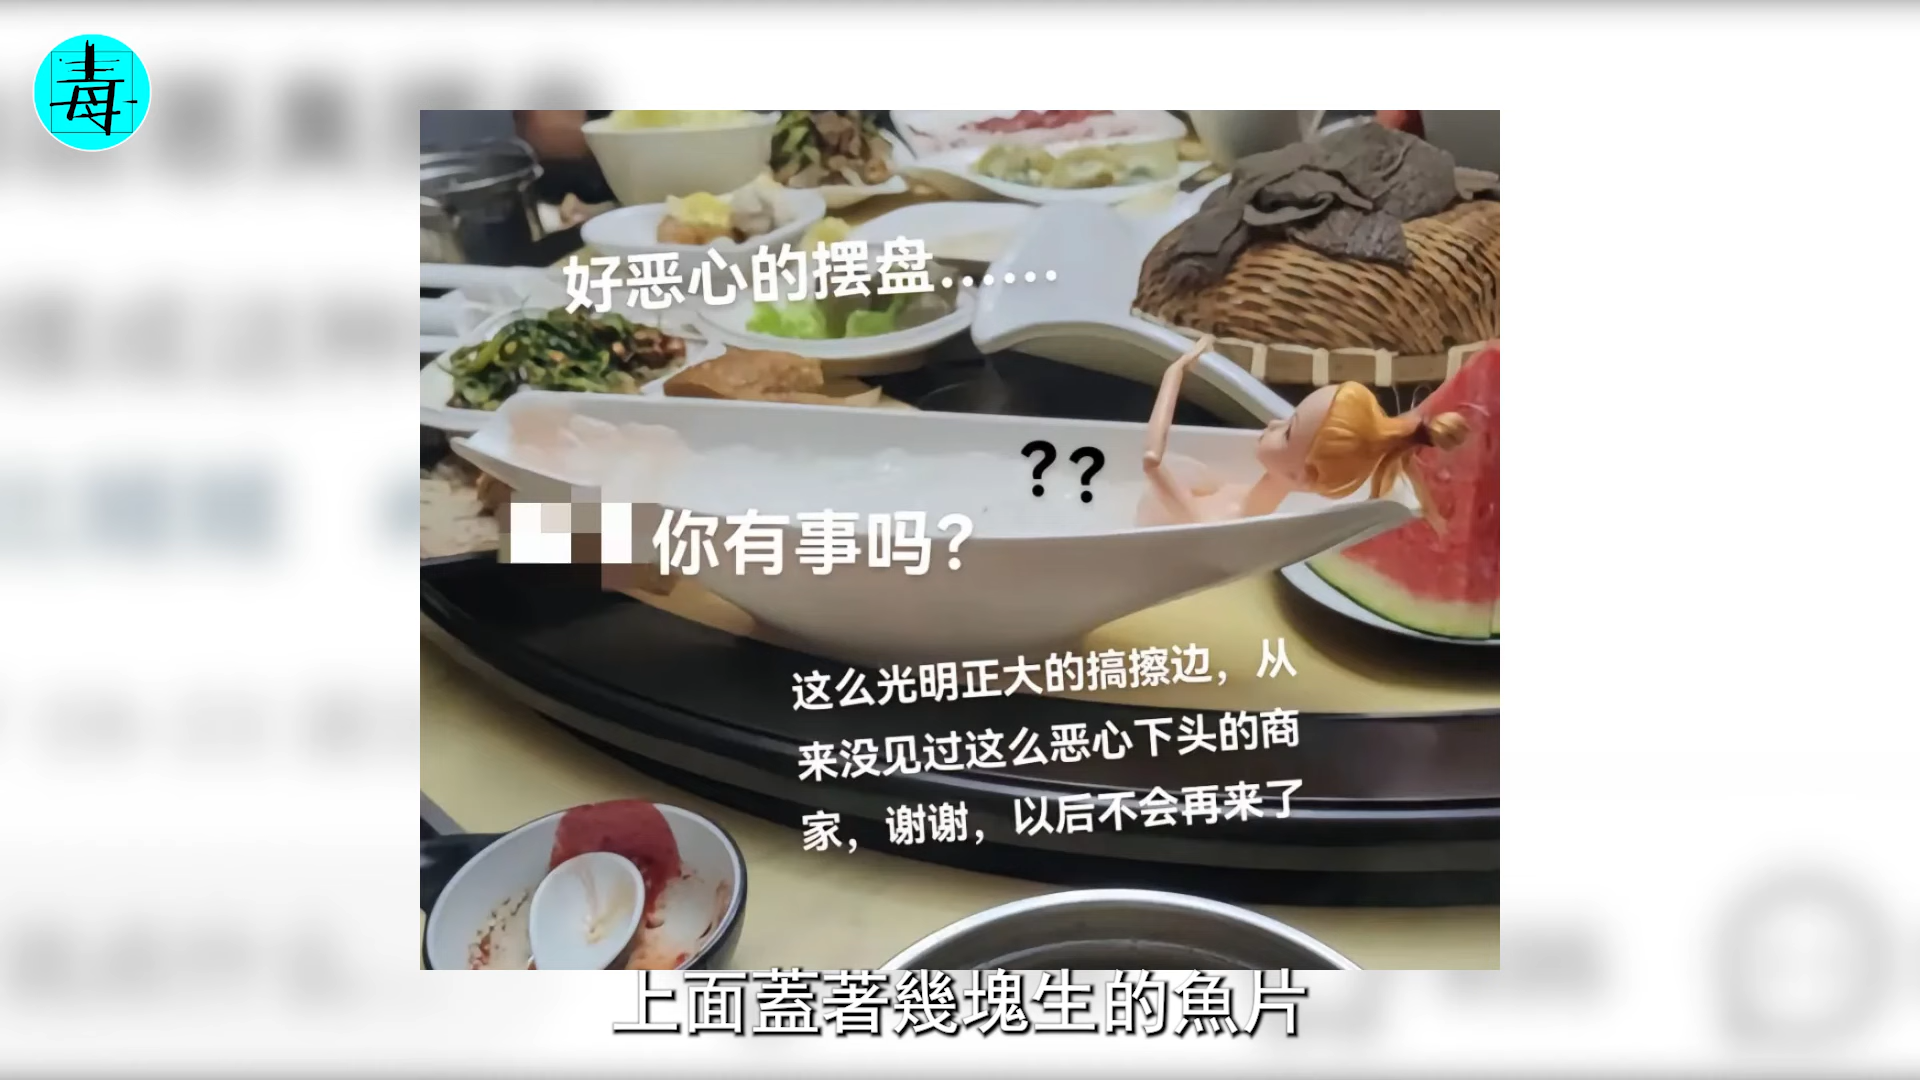 毒
好恶心的摆盘……
??
你有事吗?
这么光明正大的搞擦边，从
来没见过这么恶心下头的商
家，谢谢，以后不会再来了
上面蓋著幾塊生的魚片